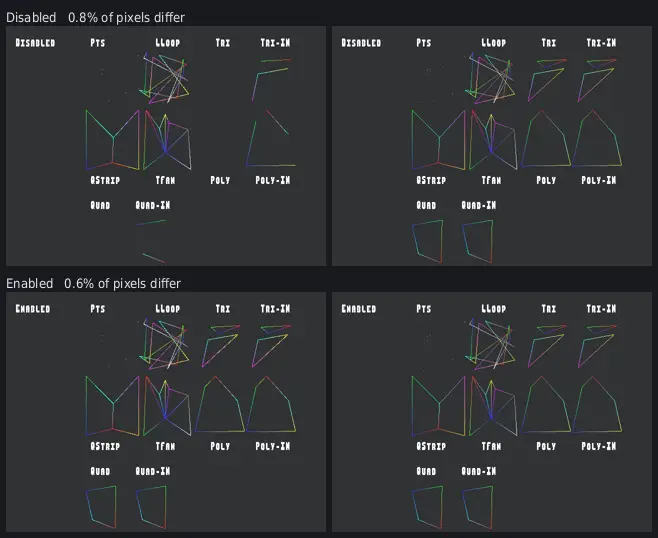 Disabled 0.8% of pixels differ
DISABLED PTS LLOOP TRI TRI-IN
DISABLED PTS LLOOP TRI TRI-IN
QSTRIP TFAN POLY POLY-IN
QSTRIP TFAN POLY POLY-IN
QUAD QUAD-IN
QUAD QUAD-IN
Enabled 0.6% of pixels differ
ENABLED PTS LLOOP TRI TRI-IN
ENABLED PTS LLOOP TRI TRI-IN
QSTRIP TFAN POLY POLY-IN
QSTRIP TFAN POLY POLY-IN
QUAD QUAD-IN
QUAD QUAD-IN